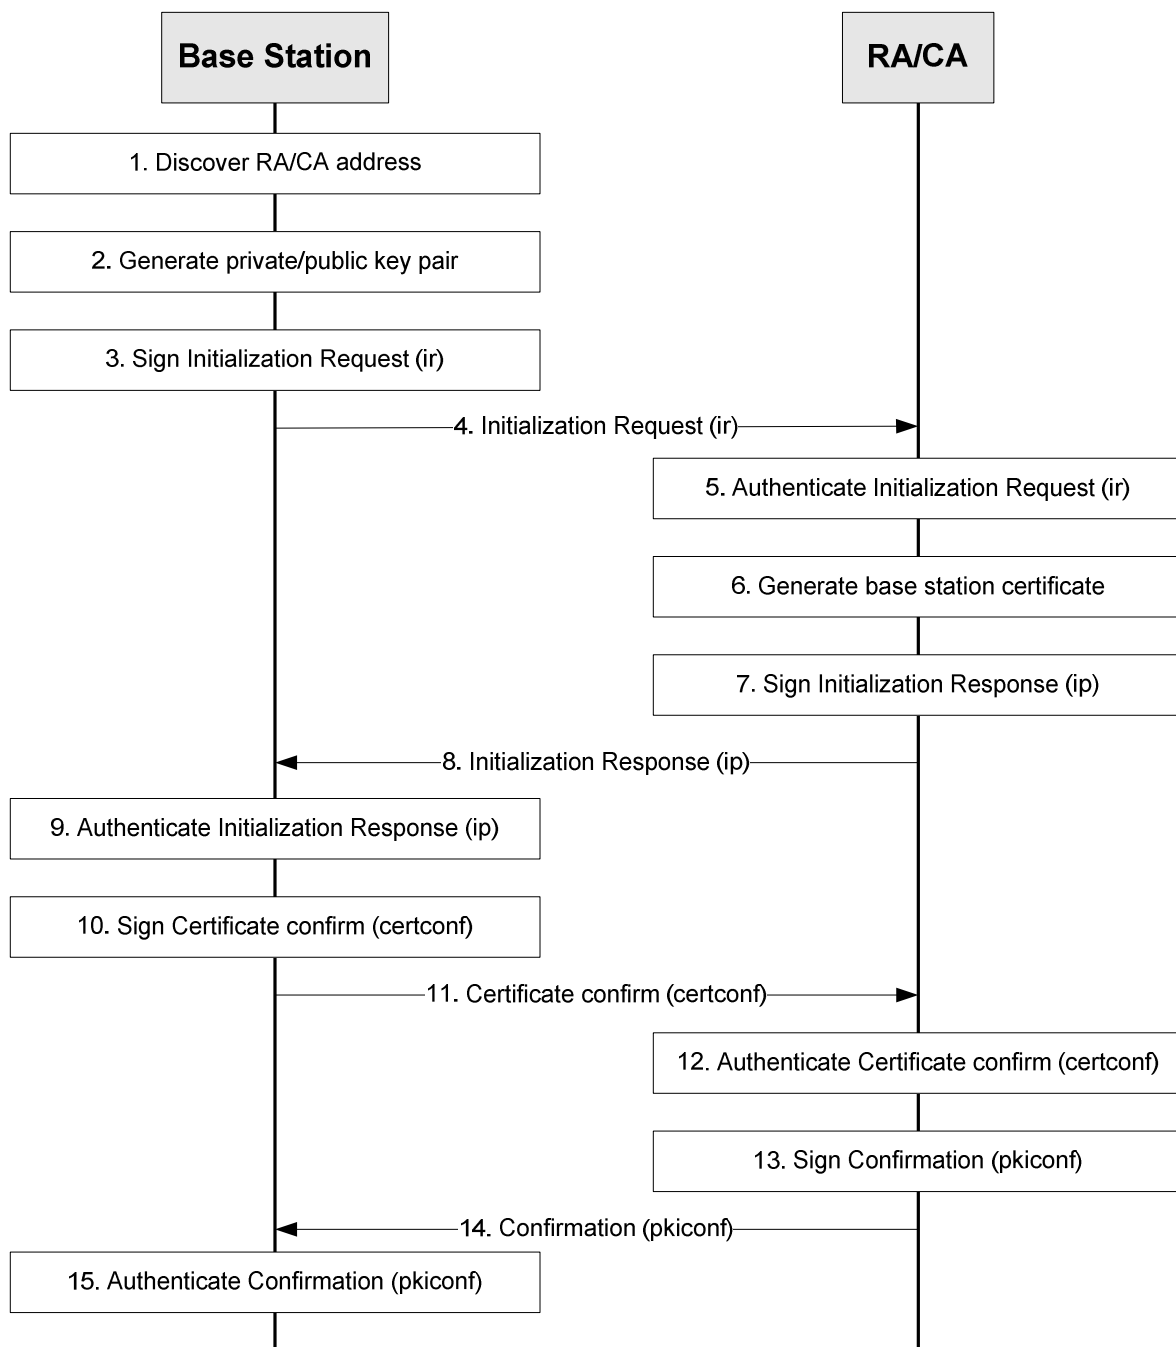 Base Station
RA/CA
1. Discover RA/CA address
2. Generate private/public key pair
3. Sign Initialization Request (ir)
4. Initialization Request (ir)
5. Authenticate Initialization Request (ir)
6. Generate base station certificate
7. Sign Initialization Response (ip)
8. Initialization Response (ip)
9. Authenticate Initialization Response (ip)
10. Sign Certificate confirm (certconf)
11. Certificate confirm (certconf)
12. Authenticate Certificate confirm (certconf)
13. Sign Confirmation (pkiconf)
14. Confirmation (pkiconf)
15. Authenticate Confirmation (pkiconf)